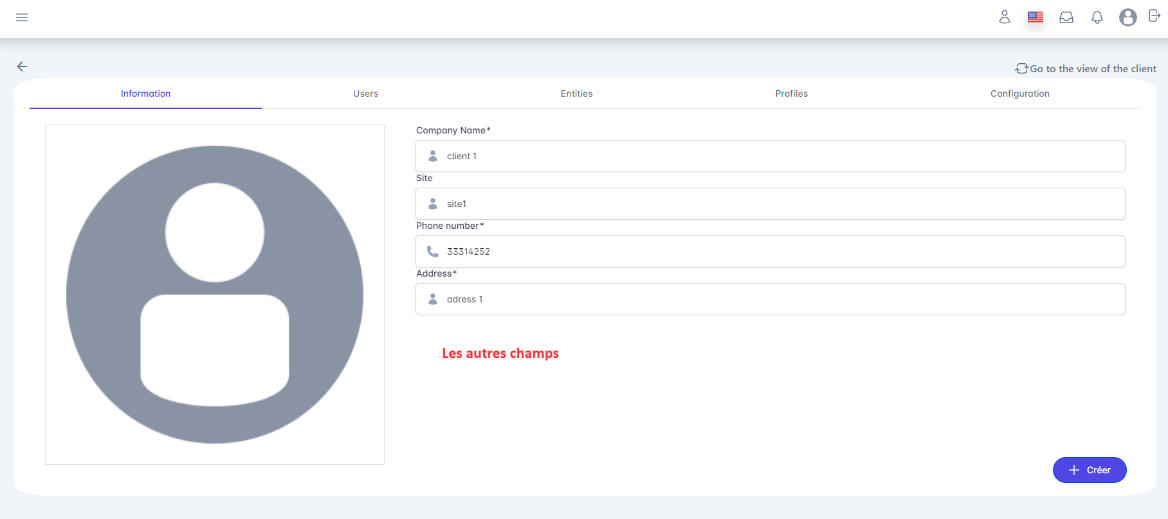 Go to the view of the client
Information Users Entities Profiles Configuration
Company Name*
client 1
Site
site1
Phone number*
33314252
Address*
adress 1
Les autres champs
Créer